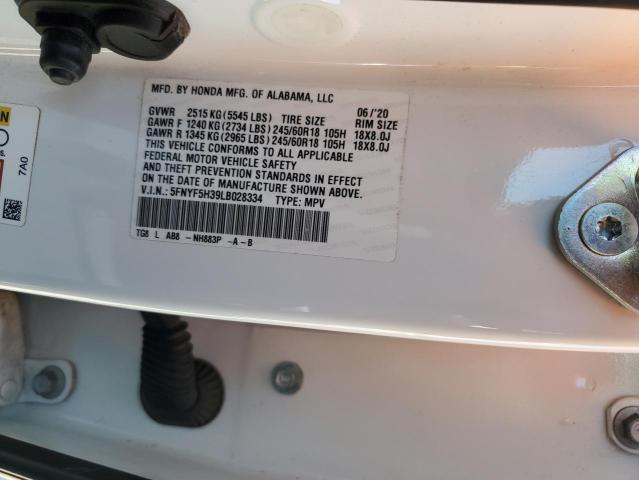 MFD. BY HONDA MFG. OF ALABAMA, LLC
GVWR 2515 KG(5545 LBS) TIRE SIZE 06/'20 RIM SIZE
GAWR F 1240 KG(2734 LBS)245/60R18 105H 18X8.0J
GAWR R 1345 KG(2965 LBS)245/60R18 105H 18X8.0J
THIS VEHICLE CONFORMS TO ALL APPLICABLE
FEDERAL MOTOR VEHICLE SAFETY
AND THEFT PREVENTION STANDARDS IN EFFECT
ON THE DATE OF MANUFACTURE SHOWN ABOVE.
V.I.N.: 5FNYF5H39LB028334 TYPE: MPV
TG8 L AB8 -NH883P -A-B
7A0